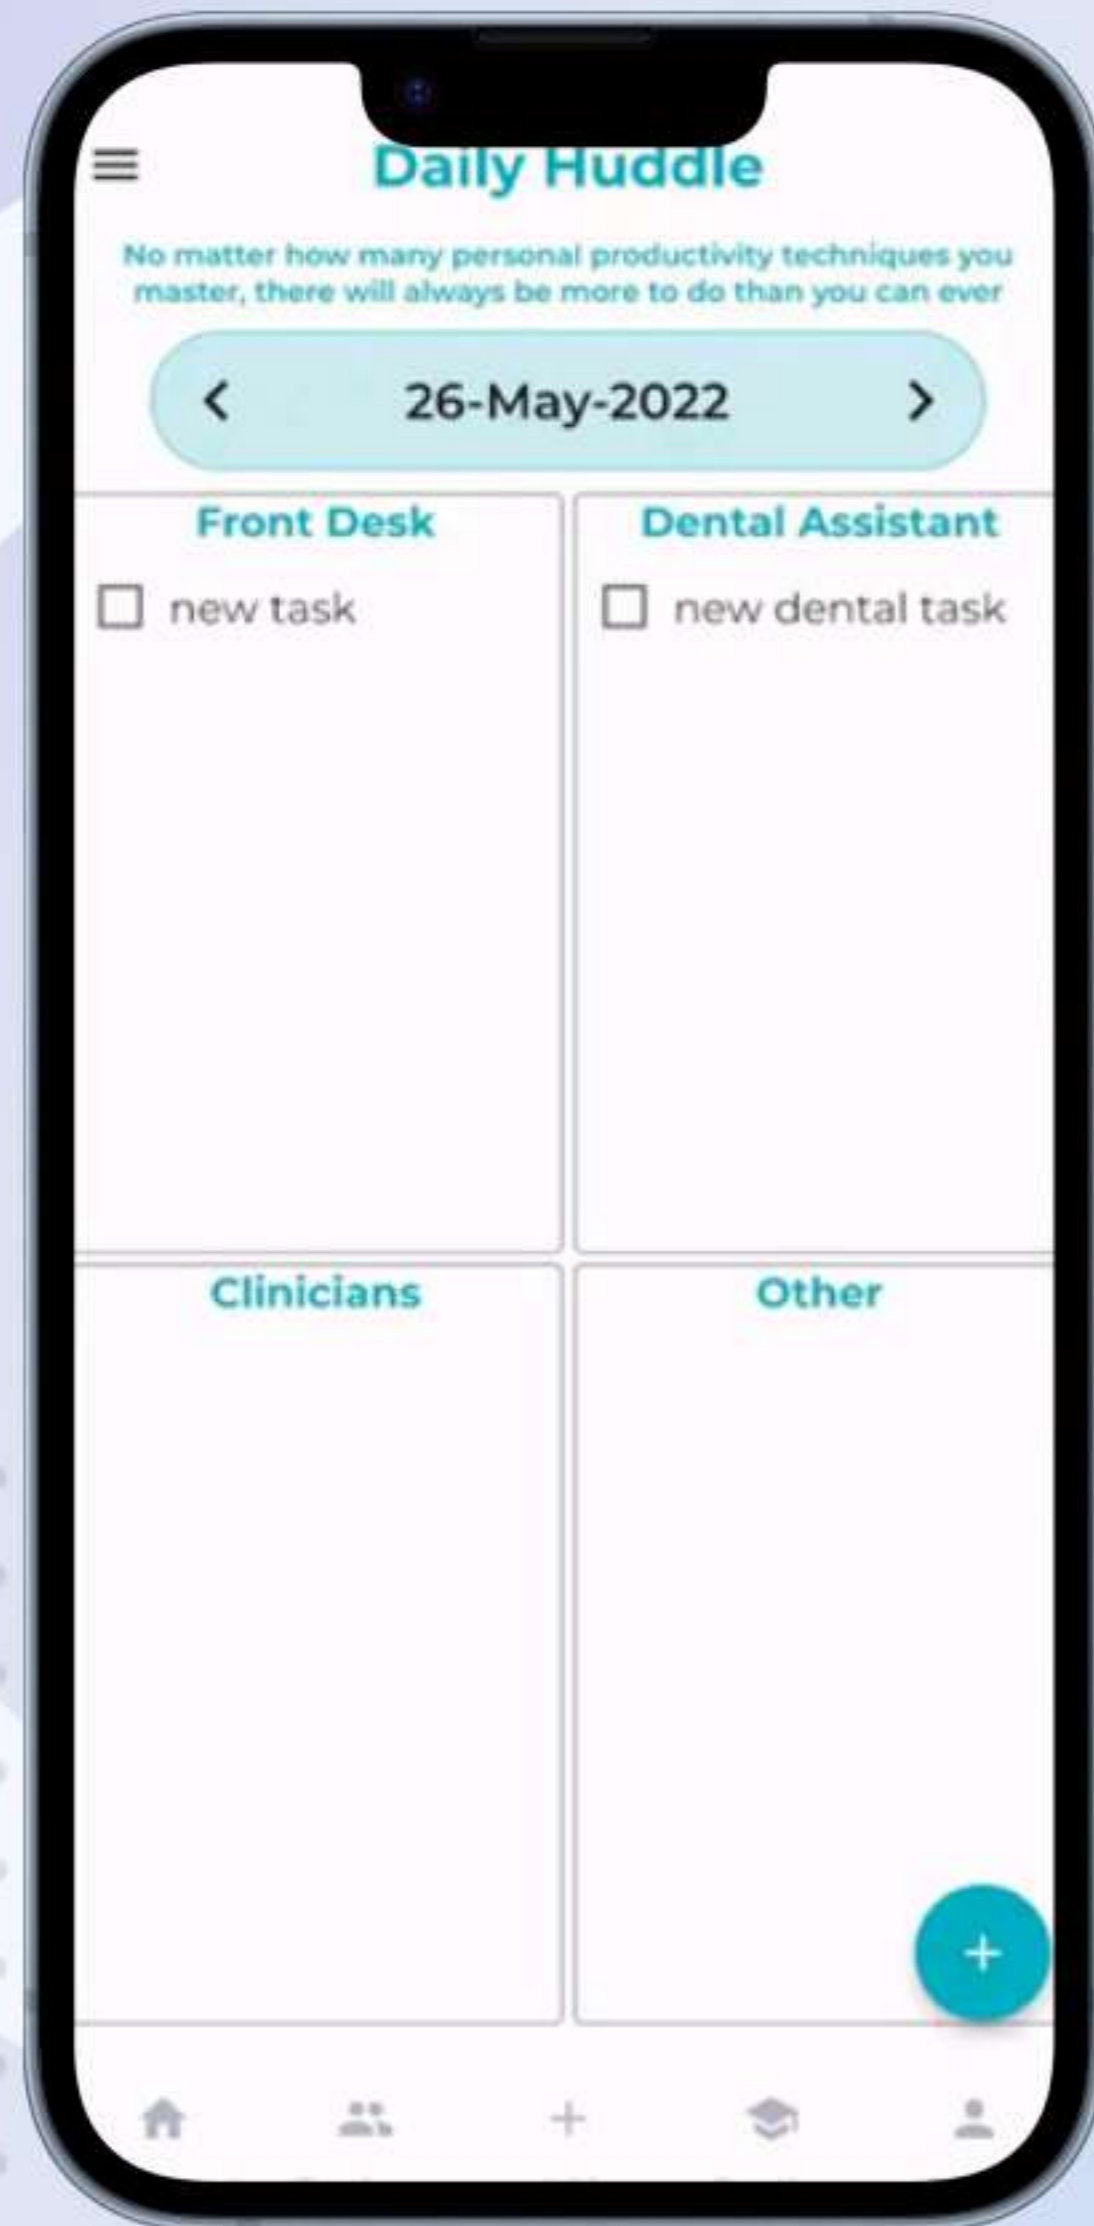 Daily Huddle
No matter how many personal productivity techniques you
master, there will always be more to do than you can ever
26-May-2022
Front Desk
new task
Dental Assistant
new dental task
Clinicians
Other